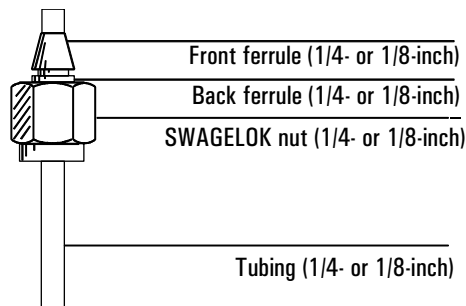 Front ferrule (1/4- or 1/8-inch)
Back ferrule (1/4- or 1/8-inch)
SWAGELOK nut (1/4- or 1/8-inch)
Tubing (1/4- or 1/8-inch)